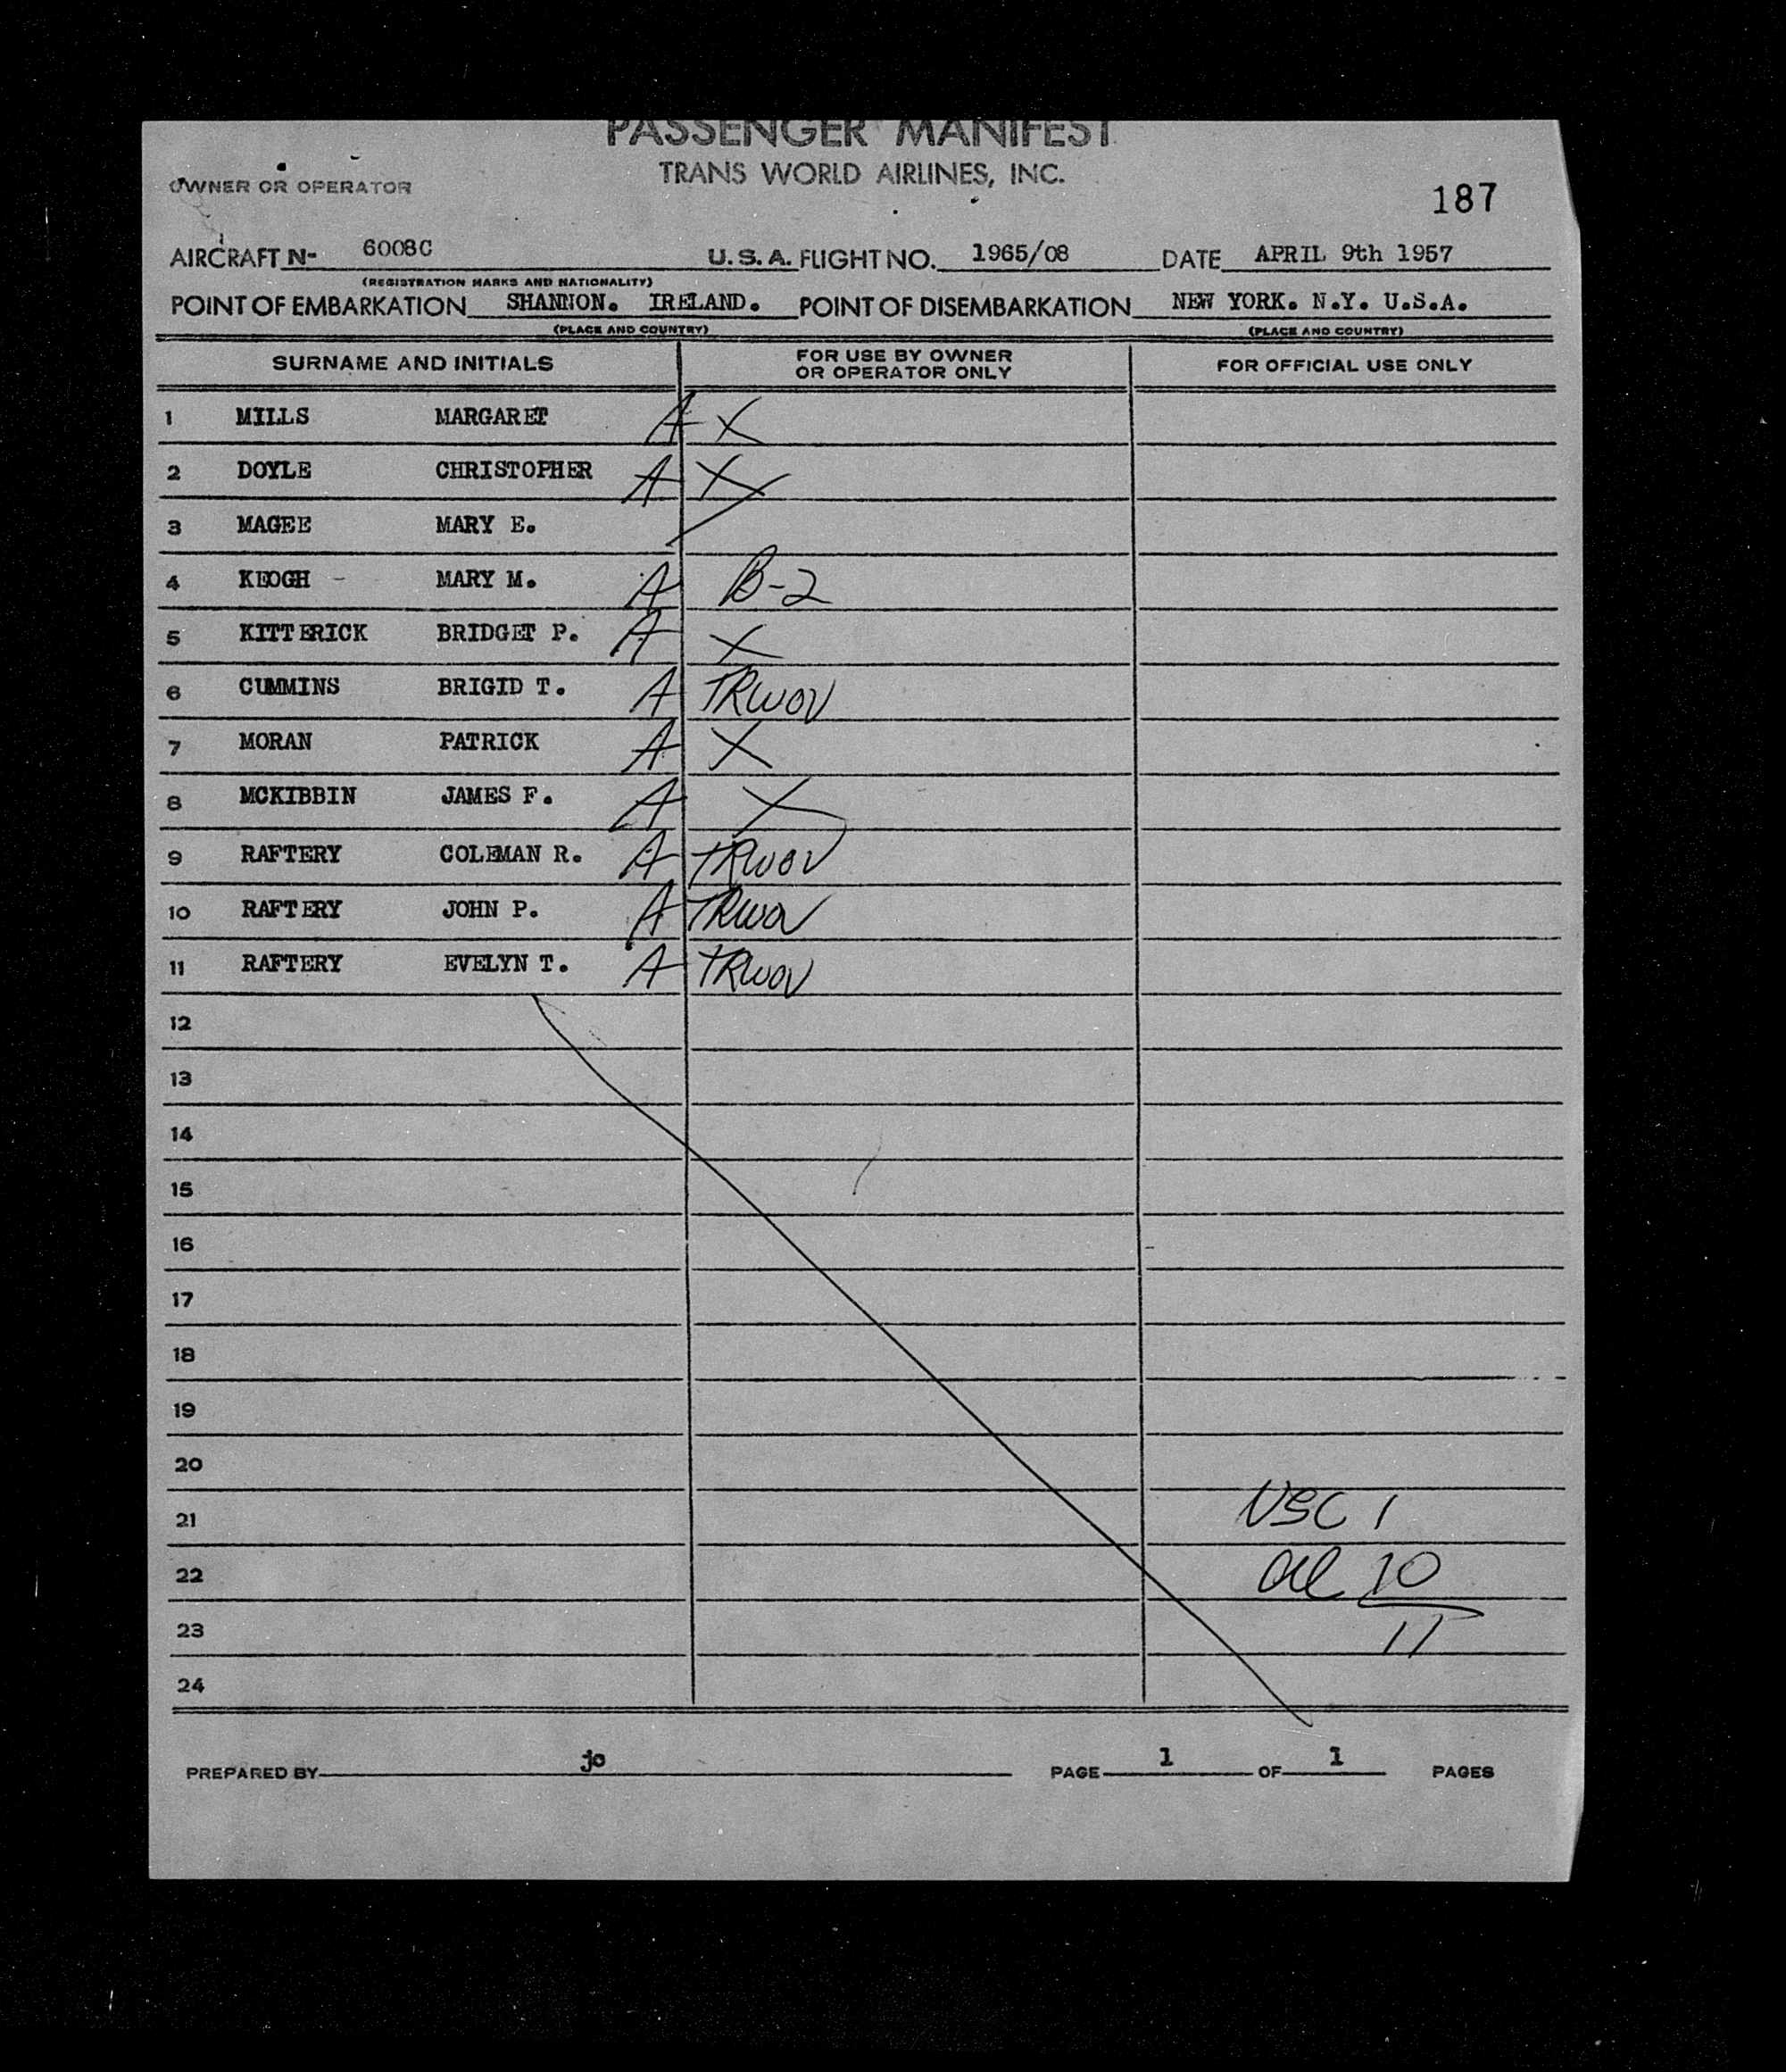 PASSENGER MANIFEST
TRANS WORLD AIRLINES, INC.
OWNER OR OPERATOR
187
AIRCRAFT N- 6008C U.S.A. FLIGHT NO. 1965/08 DATE APRIL 9th 1957
(REGISTRATION MARKS AND NATIONALITY)
POINT OF EMBARKATION SHANNON. IRELAND. POINT OF DISEMBARKATION NEW YORK. N.Y. U.S.A.
(PLACE AND COUNTRY) (PLACE AND COUNTRY)
SURNAME AND INITIALS FOR USE BY OWNER OR OPERATOR ONLY FOR OFFICIAL USE ONLY
1 MILLS MARGARET A X
2 DOYLE CHRISTOPHER A X
3 MAGEE MARY E.
4 KEOGH - MARY M. A B-2
5 KITTERICK BRIDGET P. A X
6 CUMMINS BRIGID T. A TRWOV
7 MORAN PATRICK A X
8 MCKIBBIN JAMES F. A X
9 RAFTERY COLEMAN R. A TRWOV
10 RAFTERY JOHN P. A TRWOV
11 RAFTERY EVELYN T. A TRWOV
12
13
14
15
16
17
18
19
20
21 USC 1
22 al 10
23 11
24
PREPARED BY jo PAGE 1 OF 1 PAGES